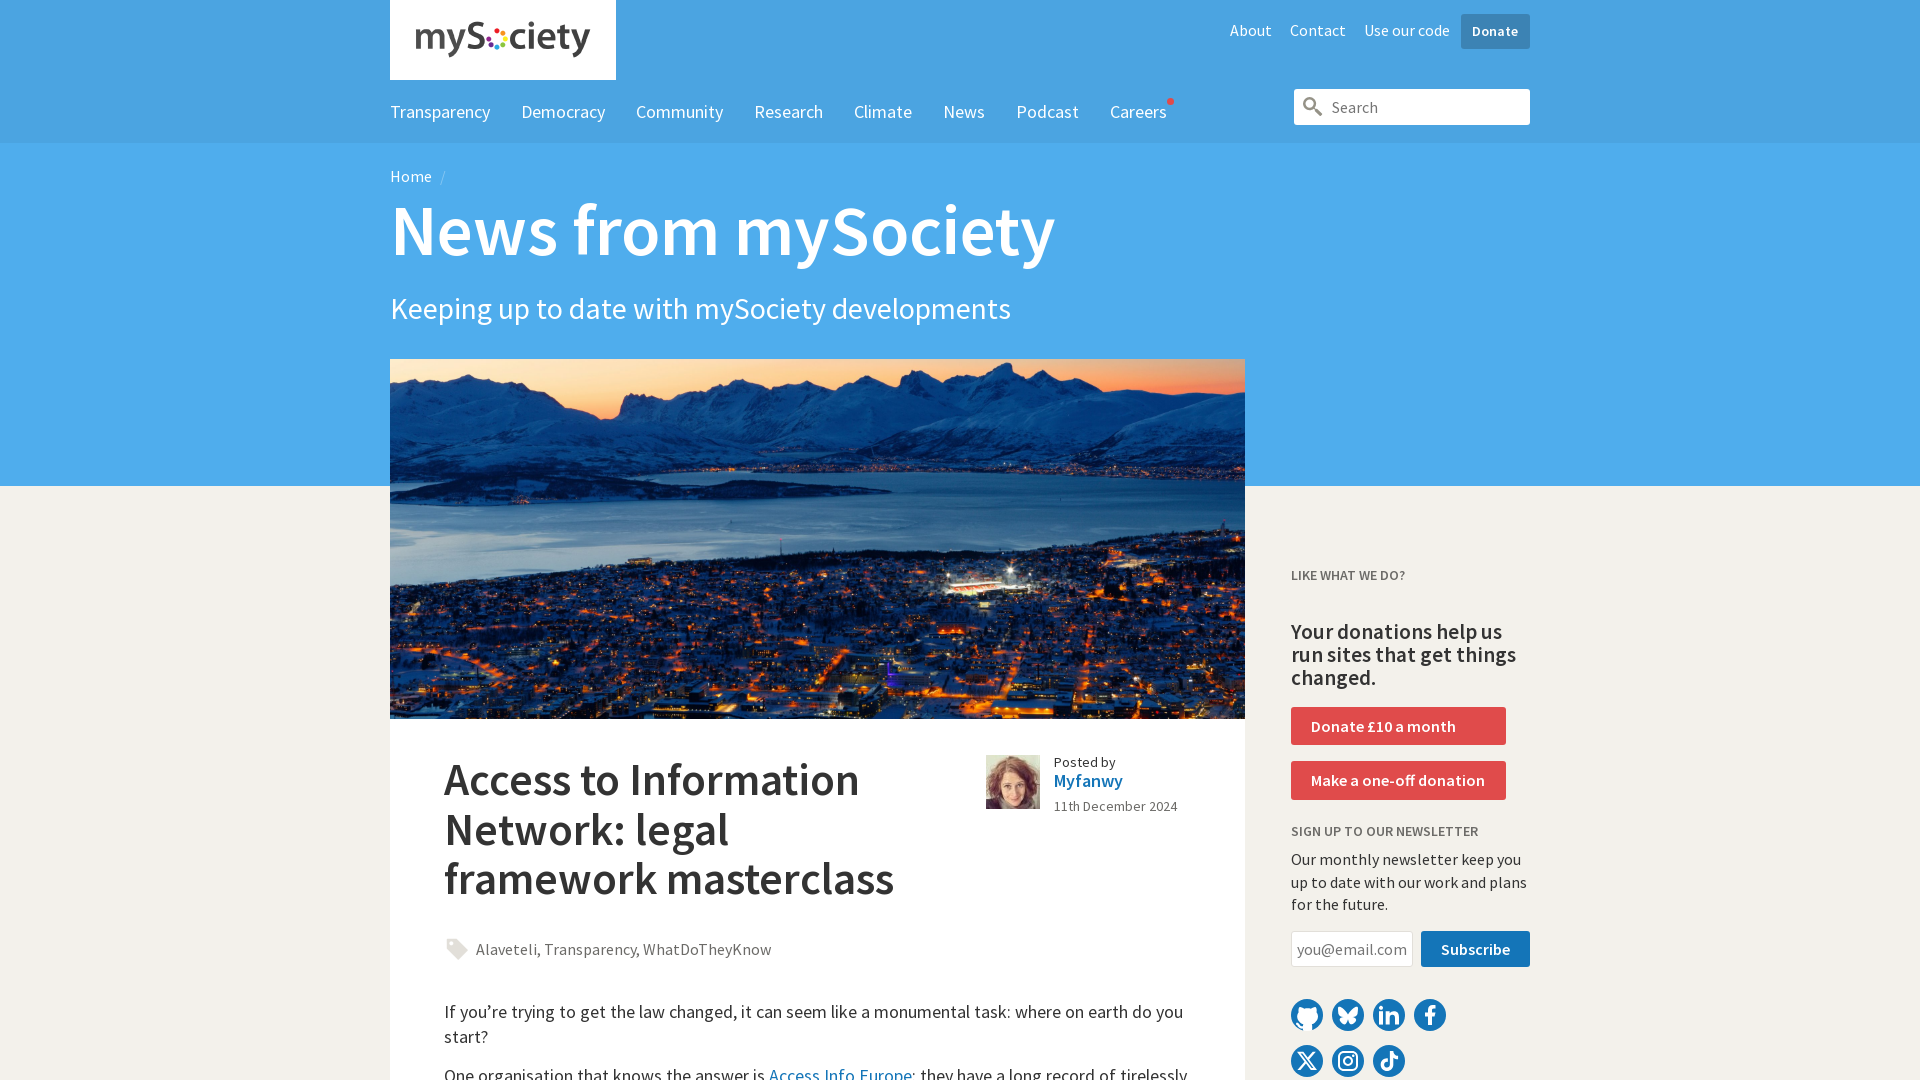 mySociety
About
Contact
Use our code
Donate
Transparency
Democracy
Community
Research
Climate
News
Podcast
Careers
Search
Home /
News from mySociety
Keeping up to date with mySociety developments
Access to Information
Network: legal
framework masterclass
Posted by
Myfanwy
11th December 2024
Alaveteli, Transparency, WhatDoTheyKnow
If you’re trying to get the law changed, it can seem like a monumental task: where on earth do you
start?
One organisation that knows the answer is Access Info Europe: they have a long record of tirelessly
LIKE WHAT WE DO?
Your donations help us
run sites that get things
changed.
Donate £10 a month
Make a one-off donation
SIGN UP TO OUR NEWSLETTER
Our monthly newsletter keep you
up to date with our work and plans
for the future.
you@email.com
Subscribe